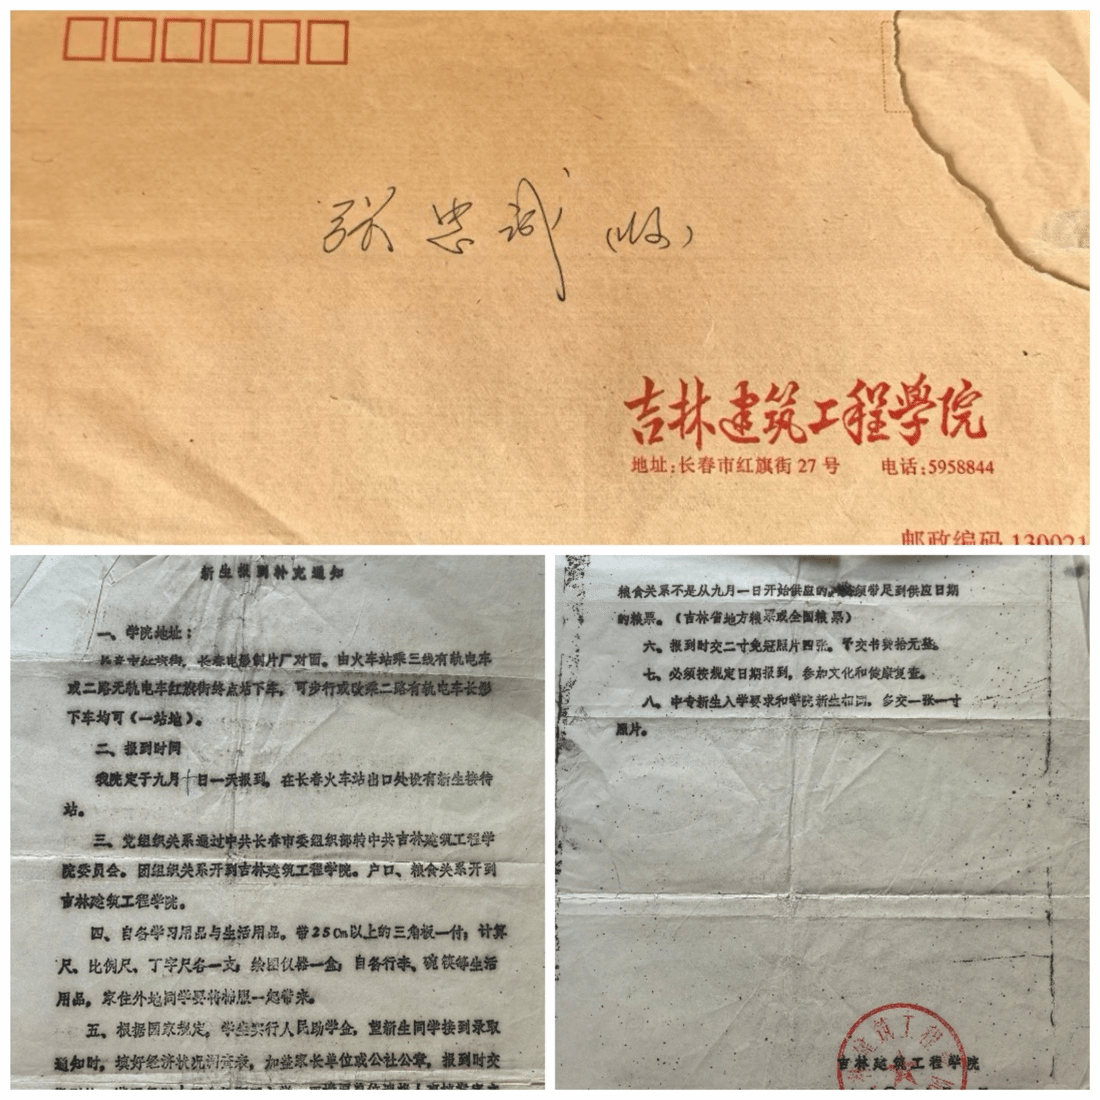 张忠诚（收）
吉林建筑工程学院
地址:长春市红旗街27号 电话:5958844
邮政编码 130021
新生报到补充通知
一、学院地址：
长春市红旗街，长春电影制片厂对面。由火车站乘三线有轨电车
或二路无轨电车红旗街终点站下车，可步行或改乘二路有轨电车长影
下车均可（一站地）。
二、报到时间
我院定于九月十日一天报到，在长春火车站出口处设有新生接待
站。
三、党组织关系通过中共长春市委组织部转中共吉林建筑工程学
院委员会。团组织关系开到吉林建筑工程学院。户口、粮食关系开到
吉林建筑工程学院。
四、自备学习用品与生活用品。带25Cm以上的三角板一付；计算
尺、比例尺、丁字尺各一支；绘图仪器一盒；自备行李、碗筷等生活
用品，家住外地同学要将棉服一起带来。
五、根据国家规定，学生实行人民助学金，望新生同学接到录取
通知时，填好经济状况调查表，加盖家长单位或公社公章，报到时交
粮食关系不是从九月一日开始供应的，必须带足到供应日期
的粮票。（吉林省地方粮票或全国粮票）
六、报到时交二寸免冠照片四张，予交书费拾元整。
七、必须按规定日期报到，参加文化和健康复查。
八、中专新生入学要求和学院新生相同，多交一张一寸
照片。
吉林建筑工程学院